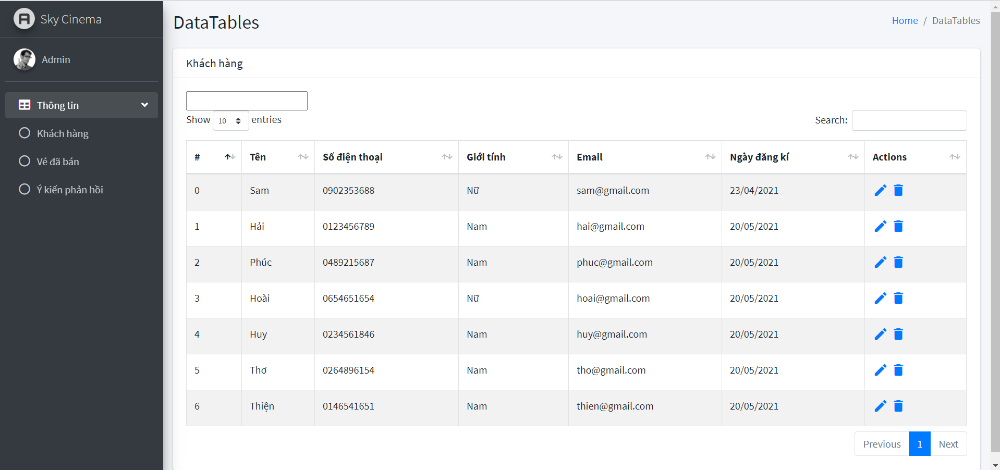 Sky Cinema
Admin
Thông tin
Khách hàng
Vé đã bán
Ý kiến phản hồi
DataTables
Home / DataTables
Khách hàng
Show 10 entries
Search:
# Tên Số điện thoại Giới tính Email Ngày đăng kí Actions
0 Sam 0902353688 Nữ sam@gmail.com 23/04/2021
1 Hải 0123456789 Nam hai@gmail.com 20/05/2021
2 Phúc 0489215687 Nam phuc@gmail.com 20/05/2021
3 Hoài 0654651654 Nữ hoai@gmail.com 20/05/2021
4 Huy 0234561846 Nam huy@gmail.com 20/05/2021
5 Thơ 0264896154 Nam tho@gmail.com 20/05/2021
6 Thiện 0146541651 Nam thien@gmail.com 20/05/2021
Previous 1 Next